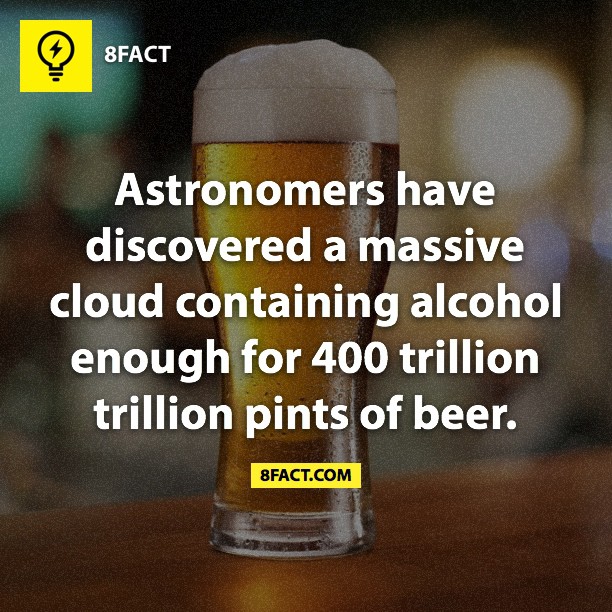 8FACT
Astronomers have
discovered a massive
cloud containing alcohol
enough for 400 trillion
trillion pints of beer.
8FACT.COM